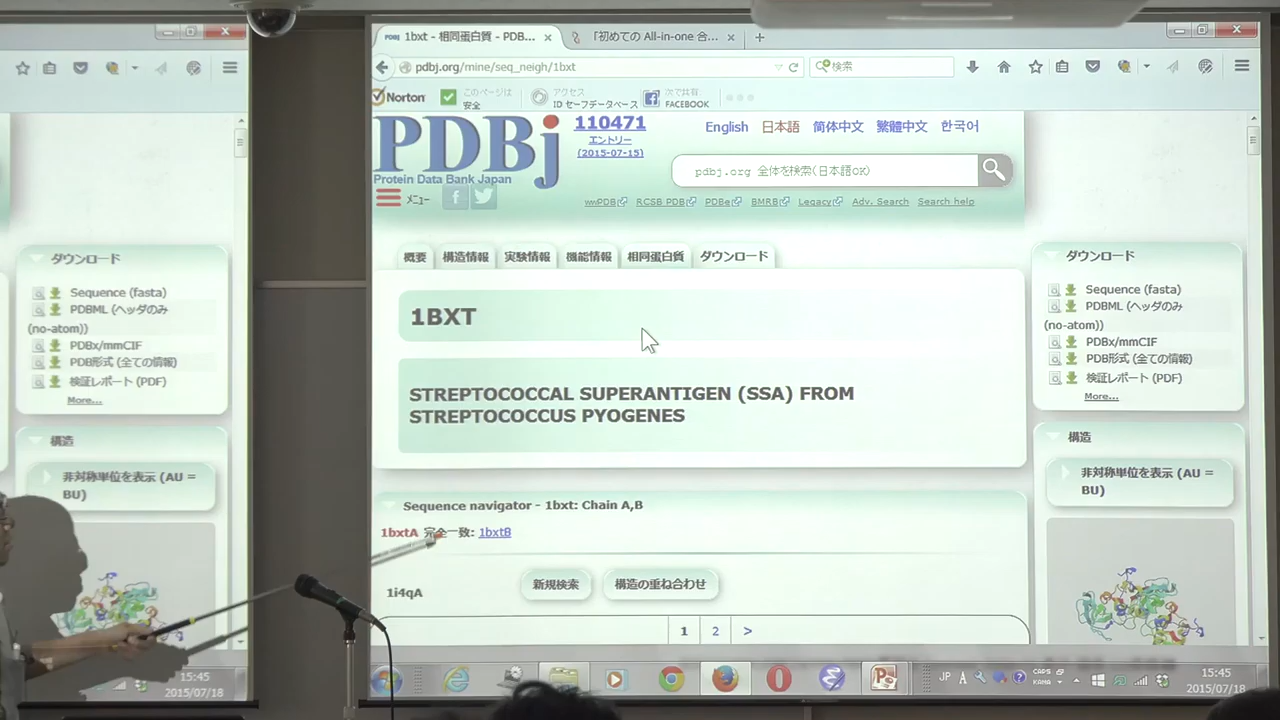 1bxt - 相同蛋白質 - PDB...
「初めての All-in-one 合...
pdbj.org/mine/seq_neigh/1bxt
検索
Norton
このページは
安全
アクセス
ID セーフデータベース
次で共有:
FACEBOOK
PDBj
Protein Data Bank Japan
110471
エントリー
(2015-07-15)
English 日本語 简体中文 繁體中文 한국어
pdbj.org 全体を検索(日本語OK)
メニュー
wwPDB RCSB PDB PDBe BMRB Legacy Adv. Search Search help
概要 構造情報 実験情報 機能情報 相同蛋白質 ダウンロード
1BXT
STREPTOCOCCAL SUPERANTIGEN (SSA) FROM
STREPTOCOCCUS PYOGENES
Sequence navigator - 1bxt: Chain A,B
1bxtA 完全一致: 1bxtB
1i4qA
新規検索
構造の重ね合わせ
1 2 >
ダウンロード
Sequence (fasta)
PDBML (ヘッダのみ
(no-atom))
PDBx/mmCIF
PDB形式 (全ての情報)
検証レポート (PDF)
More...
構造
非対称単位を表示 (AU =
BU)
JP
CAPS
KANA
15:45
2015/07/18
ダウンロード
Sequence (fasta)
PDBML (ヘッダのみ
(no-atom))
PDBx/mmCIF
PDB形式 (全ての情報)
検証レポート (PDF)
More...
構造
非対称単位を表示 (AU =
BU)
15:45
2015/07/18